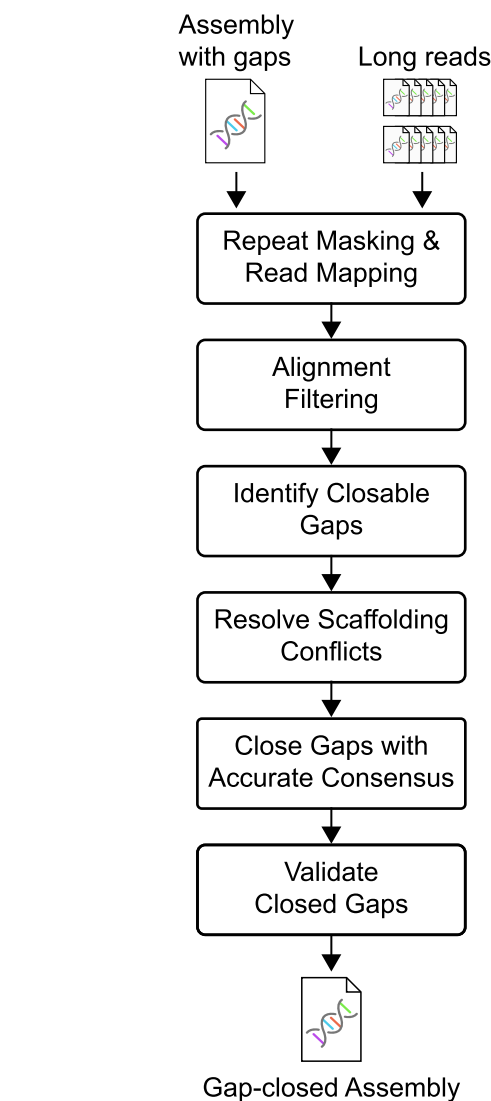 Assembly
with gaps
Long reads
Repeat Masking &
Read Mapping
Alignment
Filtering
Identify Closable
Gaps
Resolve Scaffolding
Conflicts
Close Gaps with
Accurate Consensus
Validate
Closed Gaps
Gap-closed Assembly